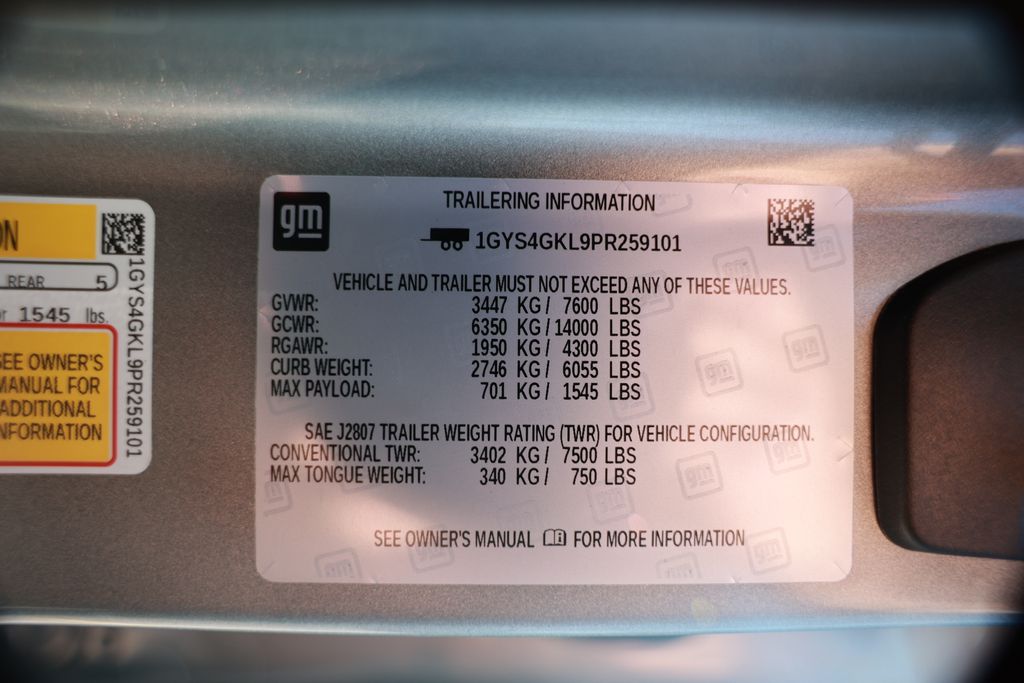 gm
TRAILERING INFORMATION
1GYS4GKL9PR259101
VEHICLE AND TRAILER MUST NOT EXCEED ANY OF THESE VALUES.
GVWR: 3447 KG / 7600 LBS
GCWR: 6350 KG / 14000 LBS
RGAWR: 1950 KG / 4300 LBS
CURB WEIGHT: 2746 KG / 6055 LBS
MAX PAYLOAD: 701 KG / 1545 LBS
SAE J2807 TRAILER WEIGHT RATING (TWR) FOR VEHICLE CONFIGURATION.
CONVENTIONAL TWR: 3402 KG / 7500 LBS
MAX TONGUE WEIGHT: 340 KG / 750 LBS
SEE OWNER'S MANUAL FOR MORE INFORMATION
REAR 5
1545 lbs.
SEE OWNER'S
MANUAL FOR
ADDITIONAL
INFORMATION
1GYS4GKL9PR259101